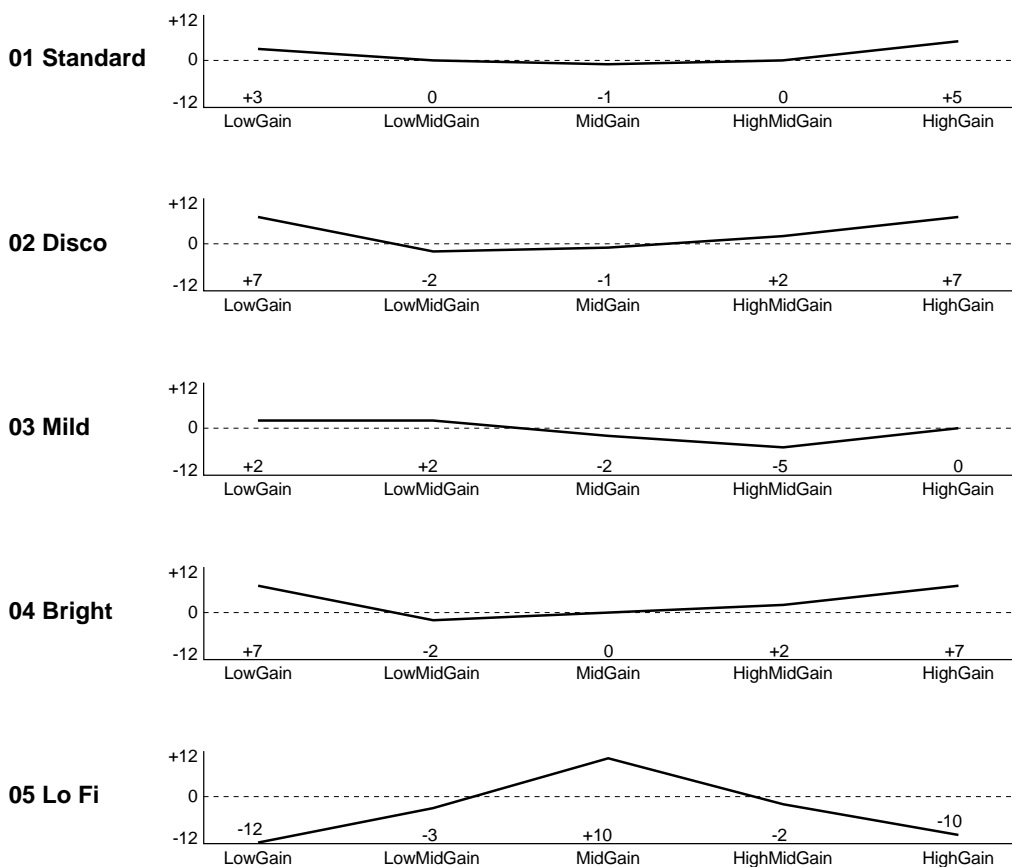 +12
01 Standard
0
-12
+3 0 -1 0 +5
LowGain LowMidGain MidGain HighMidGain HighGain
+12
02 Disco
0
-12
+7 -2 -1 +2 +7
LowGain LowMidGain MidGain HighMidGain HighGain
+12
03 Mild
0
-12
+2 +2 -2 -5 0
LowGain LowMidGain MidGain HighMidGain HighGain
+12
04 Bright
0
-12
+7 -2 0 +2 +7
LowGain LowMidGain MidGain HighMidGain HighGain
+12
05 Lo Fi
0
-12
-12 -3 +10 -2 -10
LowGain LowMidGain MidGain HighMidGain HighGain